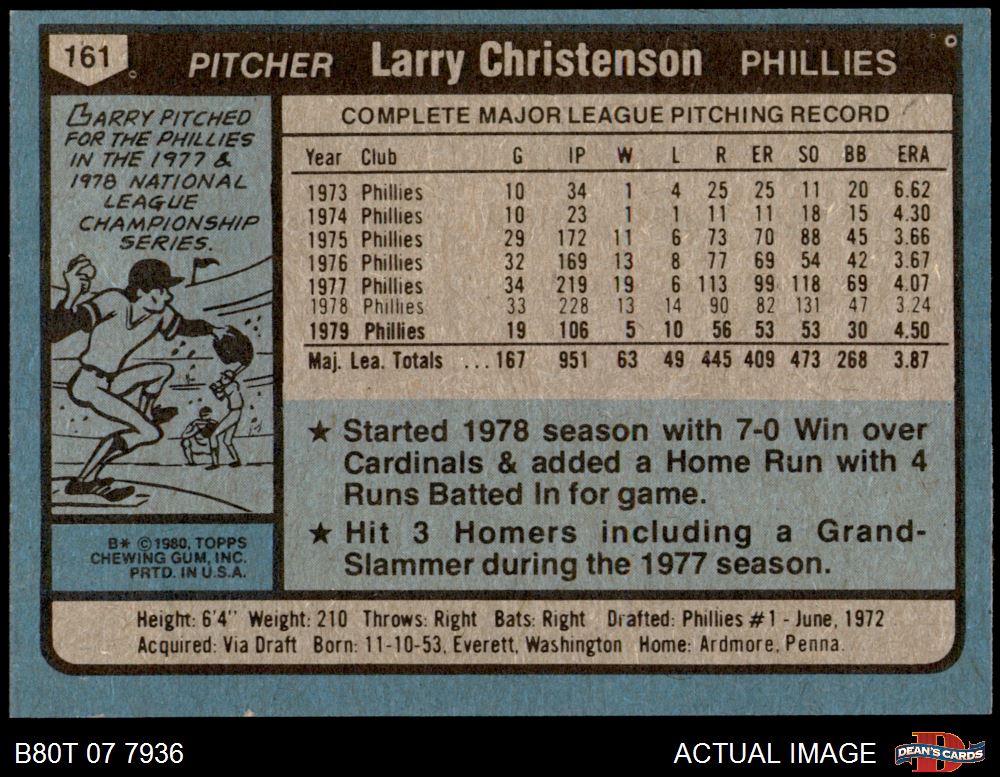 161 PITCHER Larry Christenson PHILLIES
LARRY PITCHED
FOR THE PHILLIES
IN THE 1977 &
1978 NATIONAL
LEAGUE
CHAMPIONSHIP
SERIES.
B* ©1980, TOPPS
CHEWING GUM, INC.
PRTD. IN U.S.A.
COMPLETE MAJOR LEAGUE PITCHING RECORD
Year Club G IP W L R ER SO BB ERA
1973 Phillies 10 34 1 4 25 25 11 20 6.62
1974 Phillies 10 23 1 1 11 11 18 15 4.30
1975 Phillies 29 172 11 6 73 70 88 45 3.66
1976 Phillies 32 169 13 8 77 69 54 42 3.67
1977 Phillies 34 219 19 6 113 99 118 69 4.07
1978 Phillies 33 228 13 14 90 82 131 47 3.24
1979 Phillies 19 106 5 10 56 53 53 30 4.50
Maj. Lea. Totals ... 167 951 63 49 445 409 473 268 3.87
★ Started 1978 season with 7-0 Win over
Cardinals & added a Home Run with 4
Runs Batted In for game.
★ Hit 3 Homers including a Grand-
Slammer during the 1977 season.
Height: 6'4" Weight: 210 Throws: Right Bats: Right Drafted: Phillies #1 - June, 1972
Acquired: Via Draft Born: 11-10-53, Everett, Washington Home: Ardmore, Penna.
B80T 07 7936
ACTUAL IMAGE
D
DEAN'S CARDS